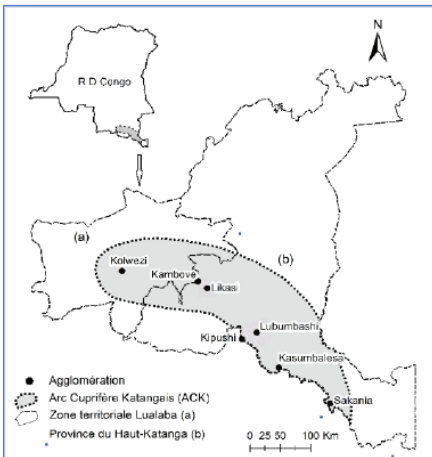 N
R D Congo
(a)
(b)
Kolwezi
Kambove
Likasi
Lubumbashi
Kipushi
Kasumbalesa
Sakania
Agglomération
Arc Cuprifère Katangais (ACK)
Zone territoriale Lualaba (a)
Province du Haut-Katanga (b)
0 25 50 100 Km